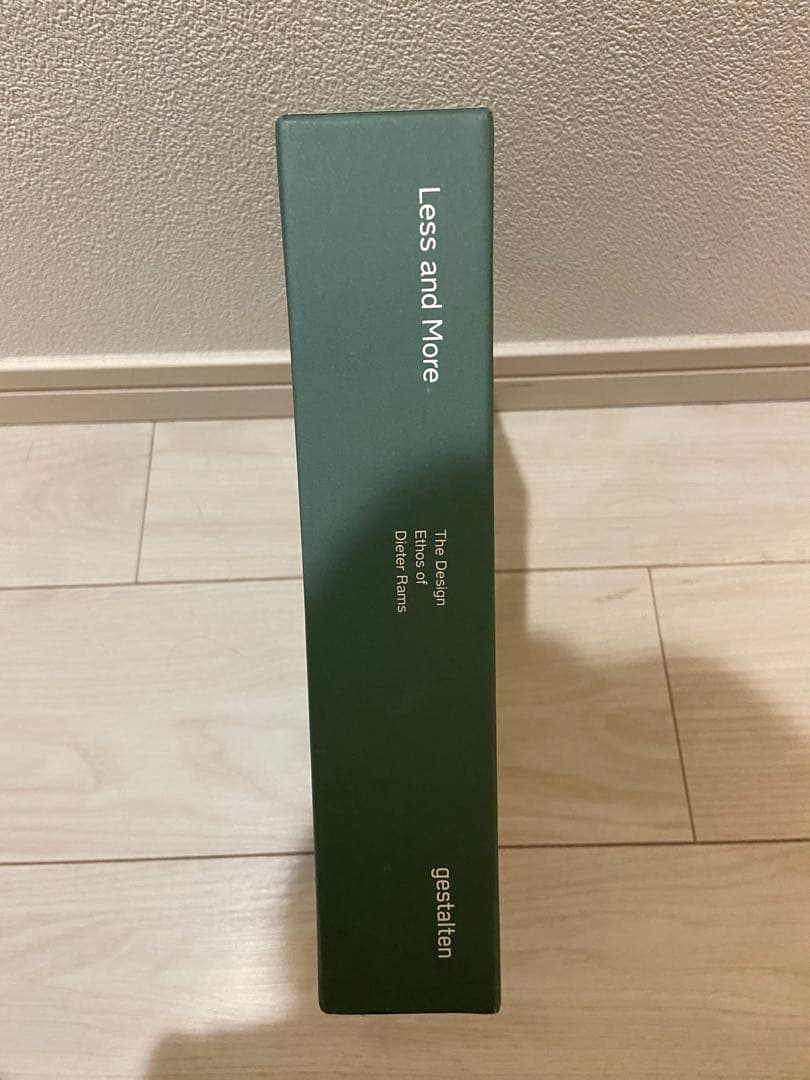 Less and More
The Design
Ethos of
Dieter Rams
gestalten